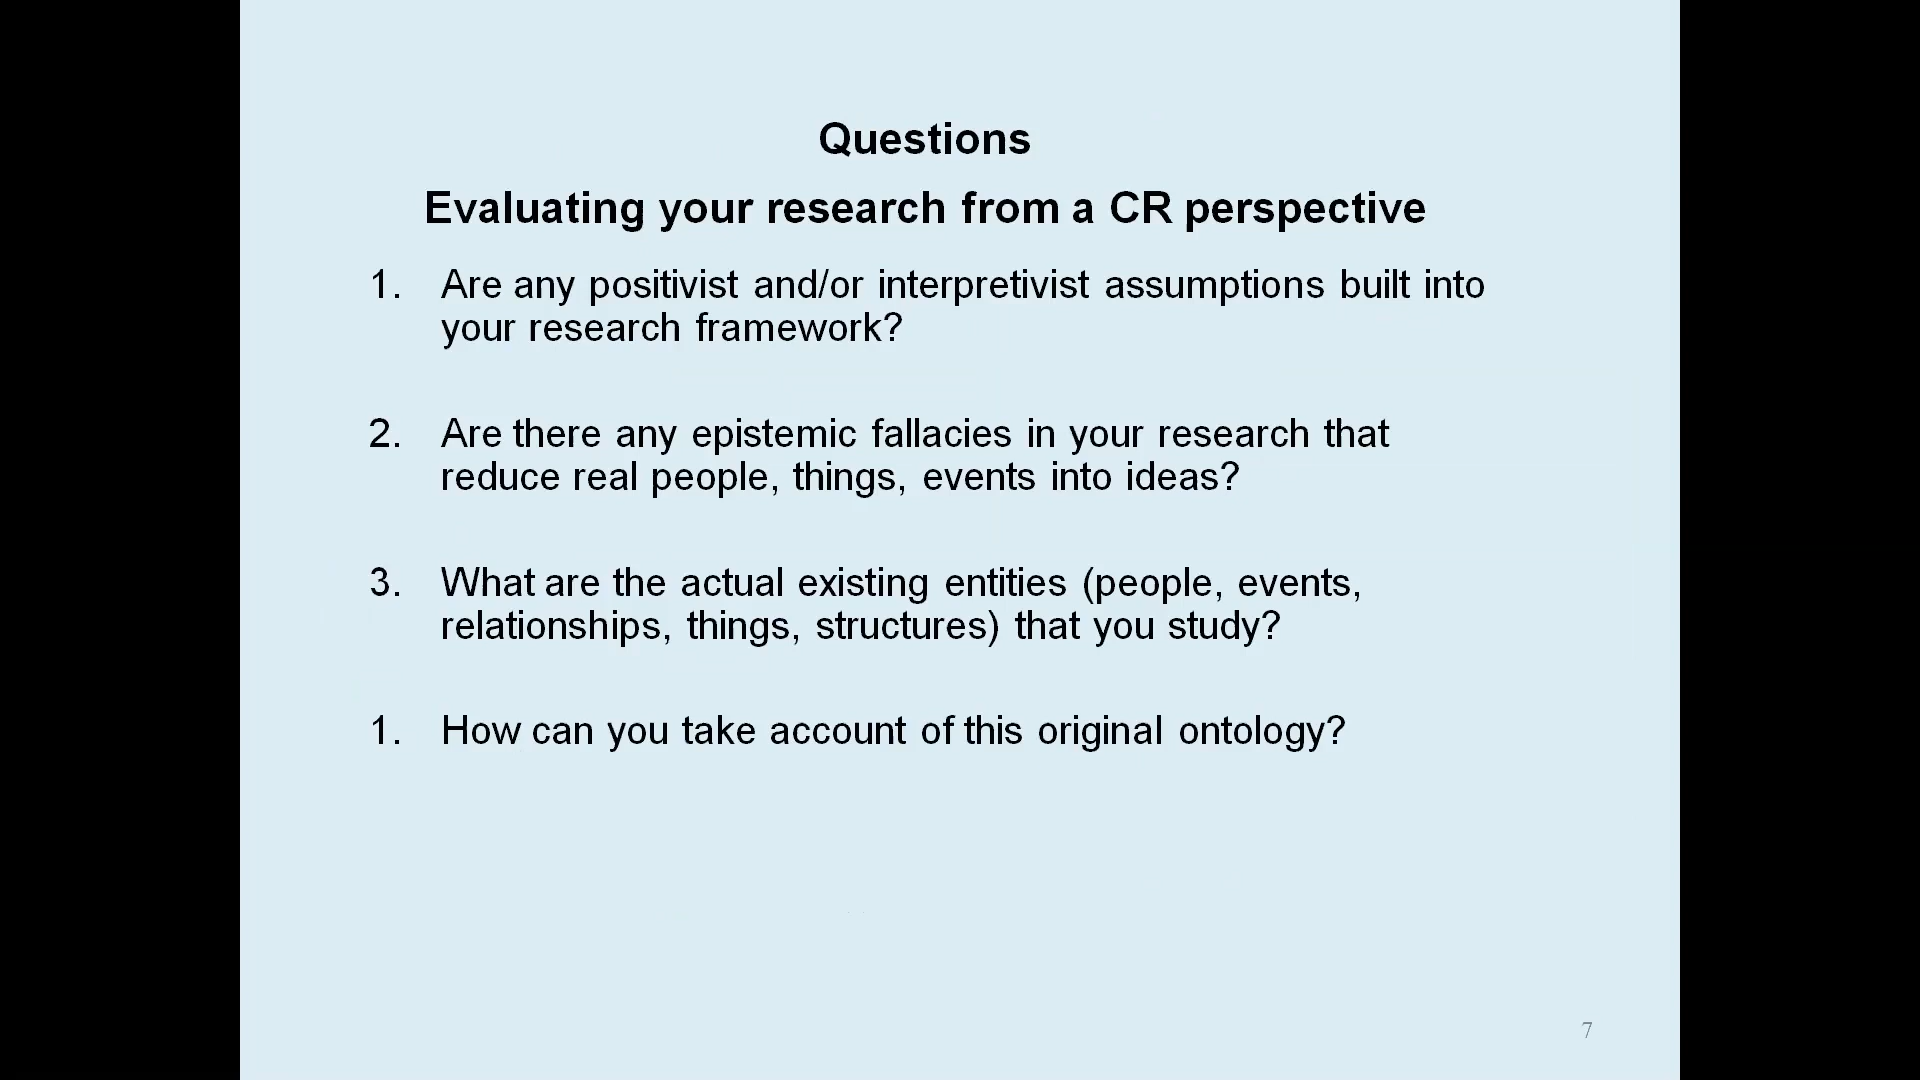 Questions
Evaluating your research from a CR perspective
1. Are any positivist and/or interpretivist assumptions built into
your research framework?
2. Are there any epistemic fallacies in your research that
reduce real people, things, events into ideas?
3. What are the actual existing entities (people, events,
relationships, things, structures) that you study?
1. How can you take account of this original ontology?
7